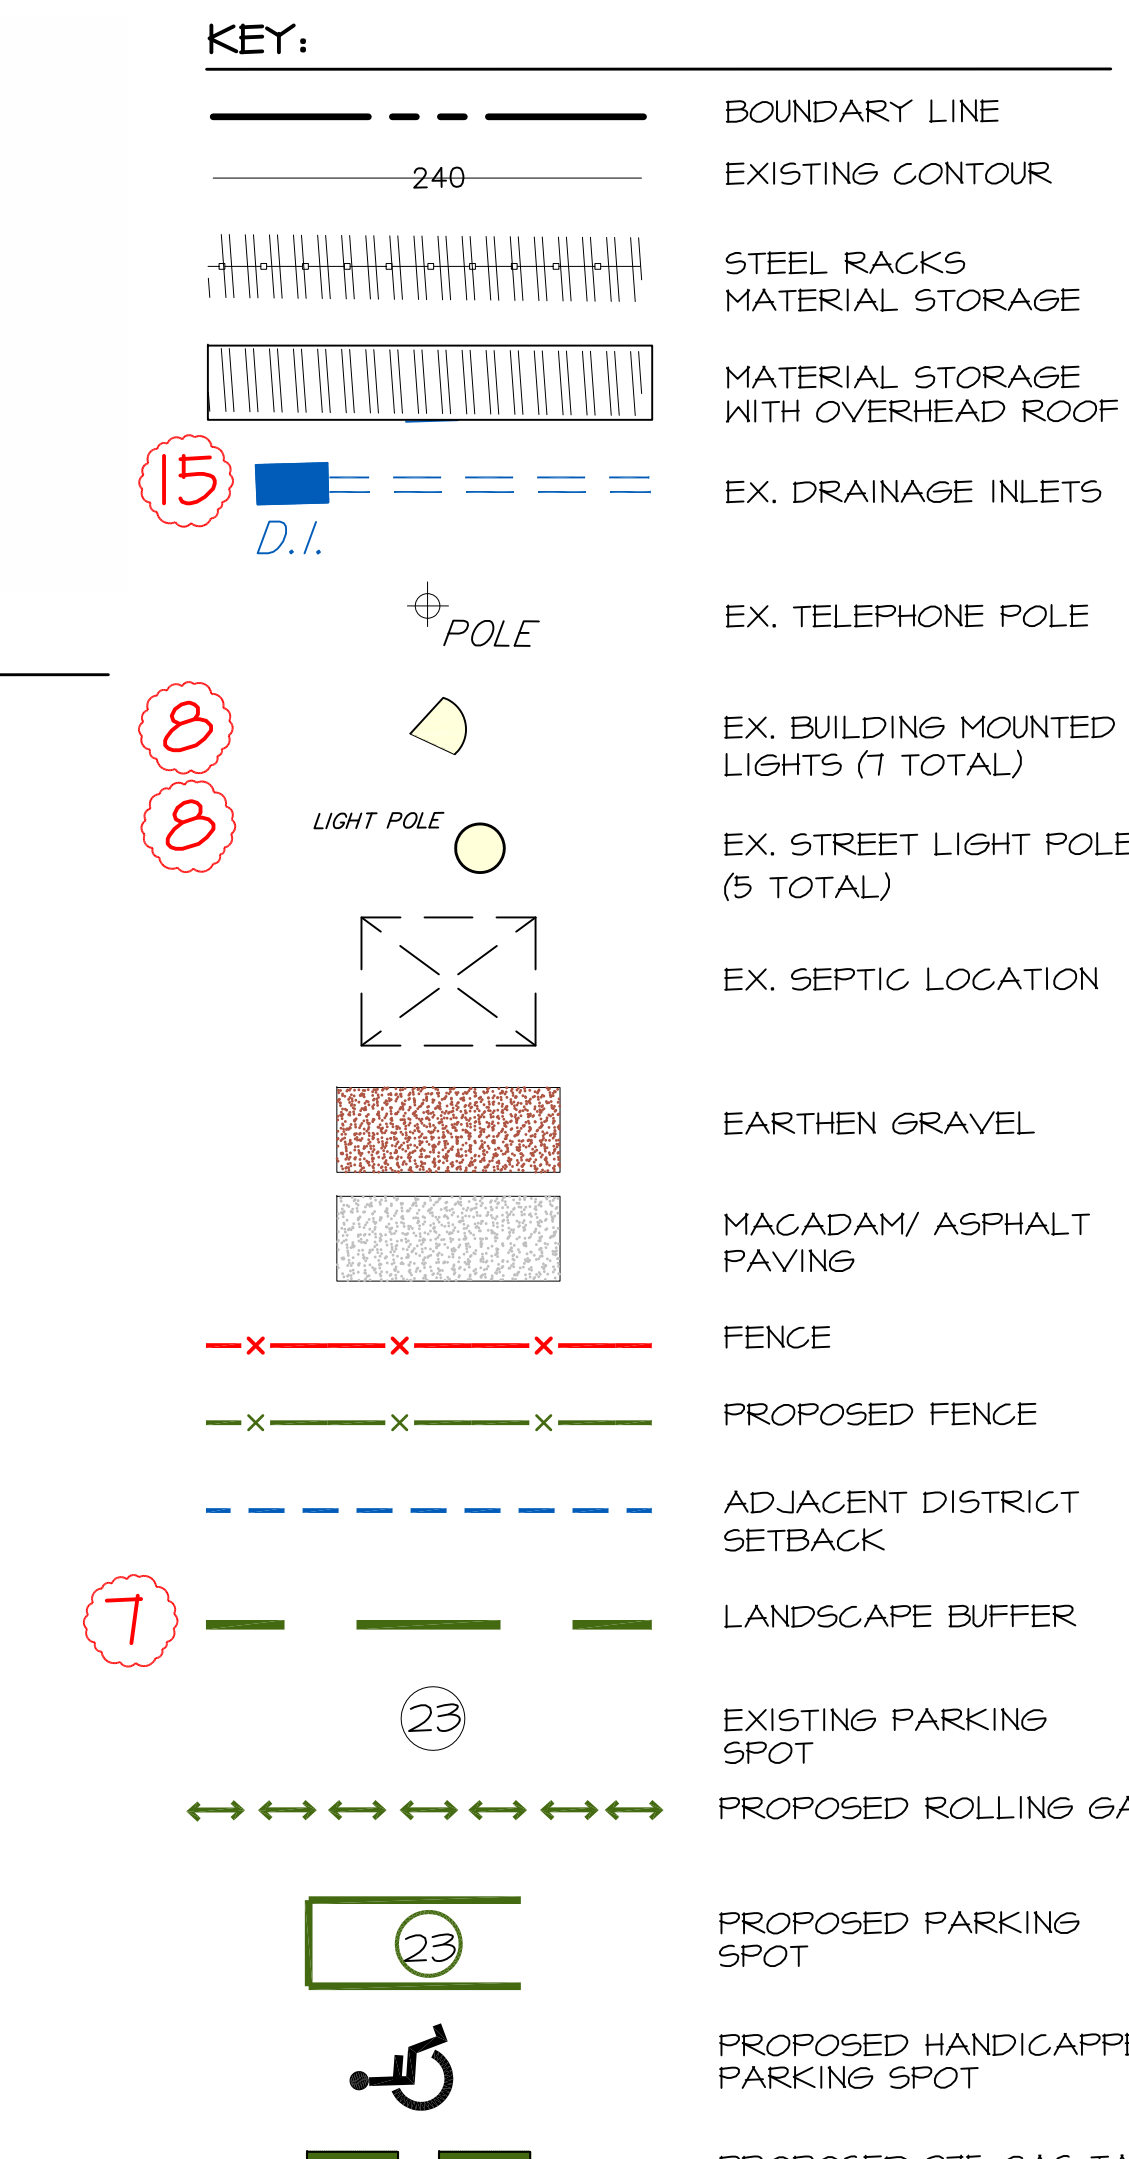 KEY:
BOUNDARY LINE
240
EXISTING CONTOUR
STEEL RACKS
MATERIAL STORAGE
MATERIAL STORAGE
WITH OVERHEAD ROOF
15
EX. DRAINAGE INLETS
D.I.
POLE
EX. TELEPHONE POLE
8
EX. BUILDING MOUNTED
LIGHTS (7 TOTAL)
8
LIGHT POLE
EX. STREET LIGHT POLE
(5 TOTAL)
EX. SEPTIC LOCATION
EARTHEN GRAVEL
MACADAM/ ASPHALT
PAVING
FENCE
PROPOSED FENCE
ADJACENT DISTRICT
SETBACK
7
LANDSCAPE BUFFER
23
EXISTING PARKING
SPOT
PROPOSED ROLLING GA
23
PROPOSED PARKING
SPOT
PROPOSED HANDICAPPE
PARKING SPOT